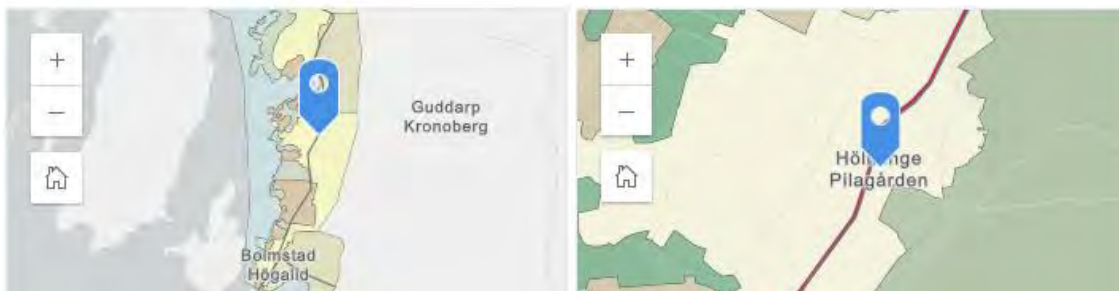 +
−
Guddarp
Kronoberg
Bolmstad
Högalid
+
−
Pilagården